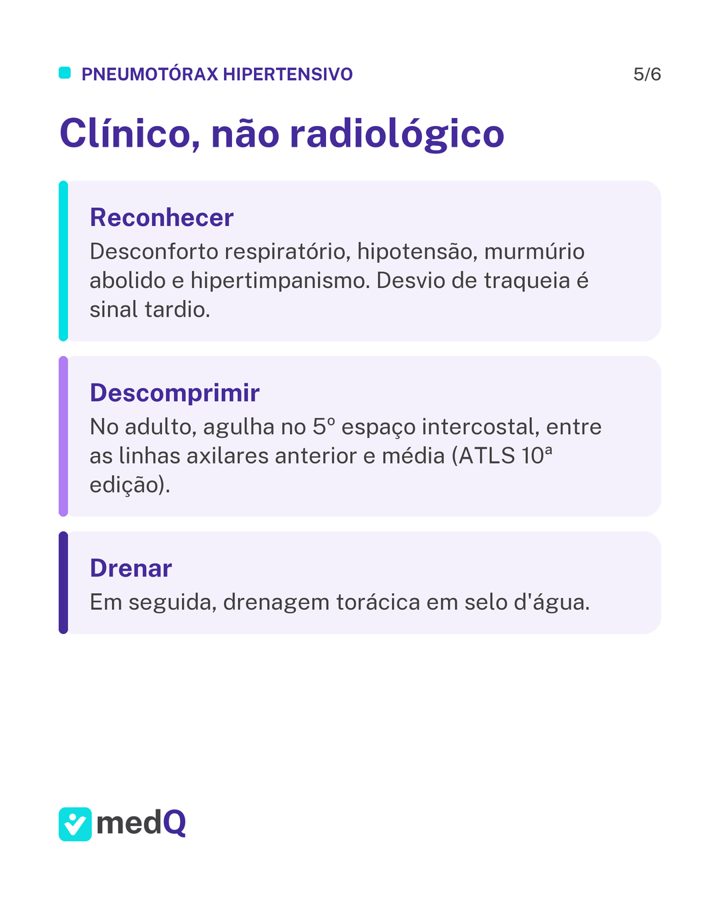 PNEUMOTÓRAX HIPERTENSIVO
5/6
Clínico, não radiológico
Reconhecer
Desconforto respiratório, hipotensão, murmúrio
abolido e hipertimpanismo. Desvio de traqueia é
sinal tardio.
Descomprimir
No adulto, agulha no 5º espaço intercostal, entre
as linhas axilares anterior e média (ATLS 10ª
edição).
Drenar
Em seguida, drenagem torácica em selo d'água.
medQ